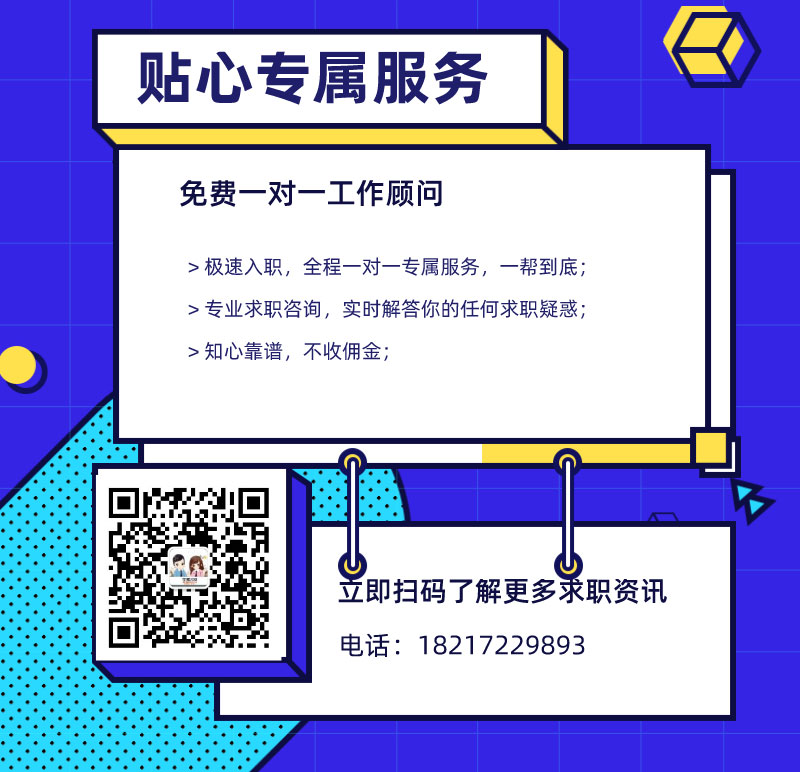 贴心专属服务
免费一对一工作顾问
> 极速入职，全程一对一专属服务，一帮到底；
> 专业求职咨询，实时解答你的任何求职疑惑；
> 知心靠谱，不收佣金；
立即扫码了解更多求职资讯
电话：18217229893